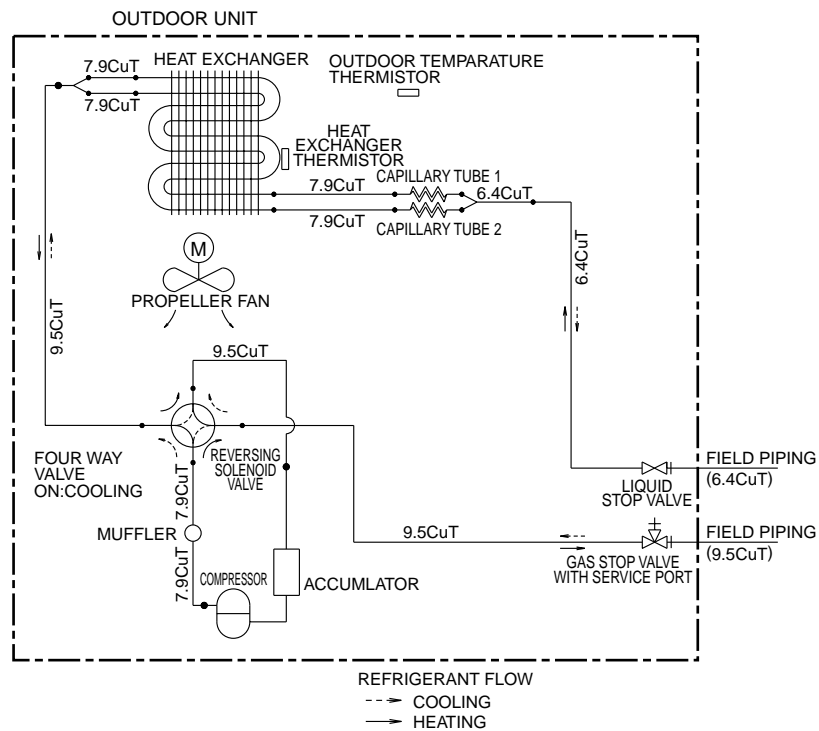 OUTDOOR UNIT
7.9CuT
7.9CuT
HEAT EXCHANGER
OUTDOOR TEMPARATURE
THERMISTOR
HEAT
EXCHANGER
THERMISTOR
7.9CuT
7.9CuT
CAPILLARY TUBE 1
CAPILLARY TUBE 2
6.4CuT
6.4CuT
M
PROPELLER FAN
9.5CuT
9.5CuT
FOUR WAY
VALVE
ON:COOLING
REVERSING
SOLENOID
VALVE
7.9CuT
MUFFLER
7.9CuT
COMPRESSOR
ACCUMLATOR
9.5CuT
LIQUID
STOP VALVE
FIELD PIPING
(6.4CuT)
GAS STOP VALVE
WITH SERVICE PORT
FIELD PIPING
(9.5CuT)
REFRIGERANT FLOW
COOLING
HEATING